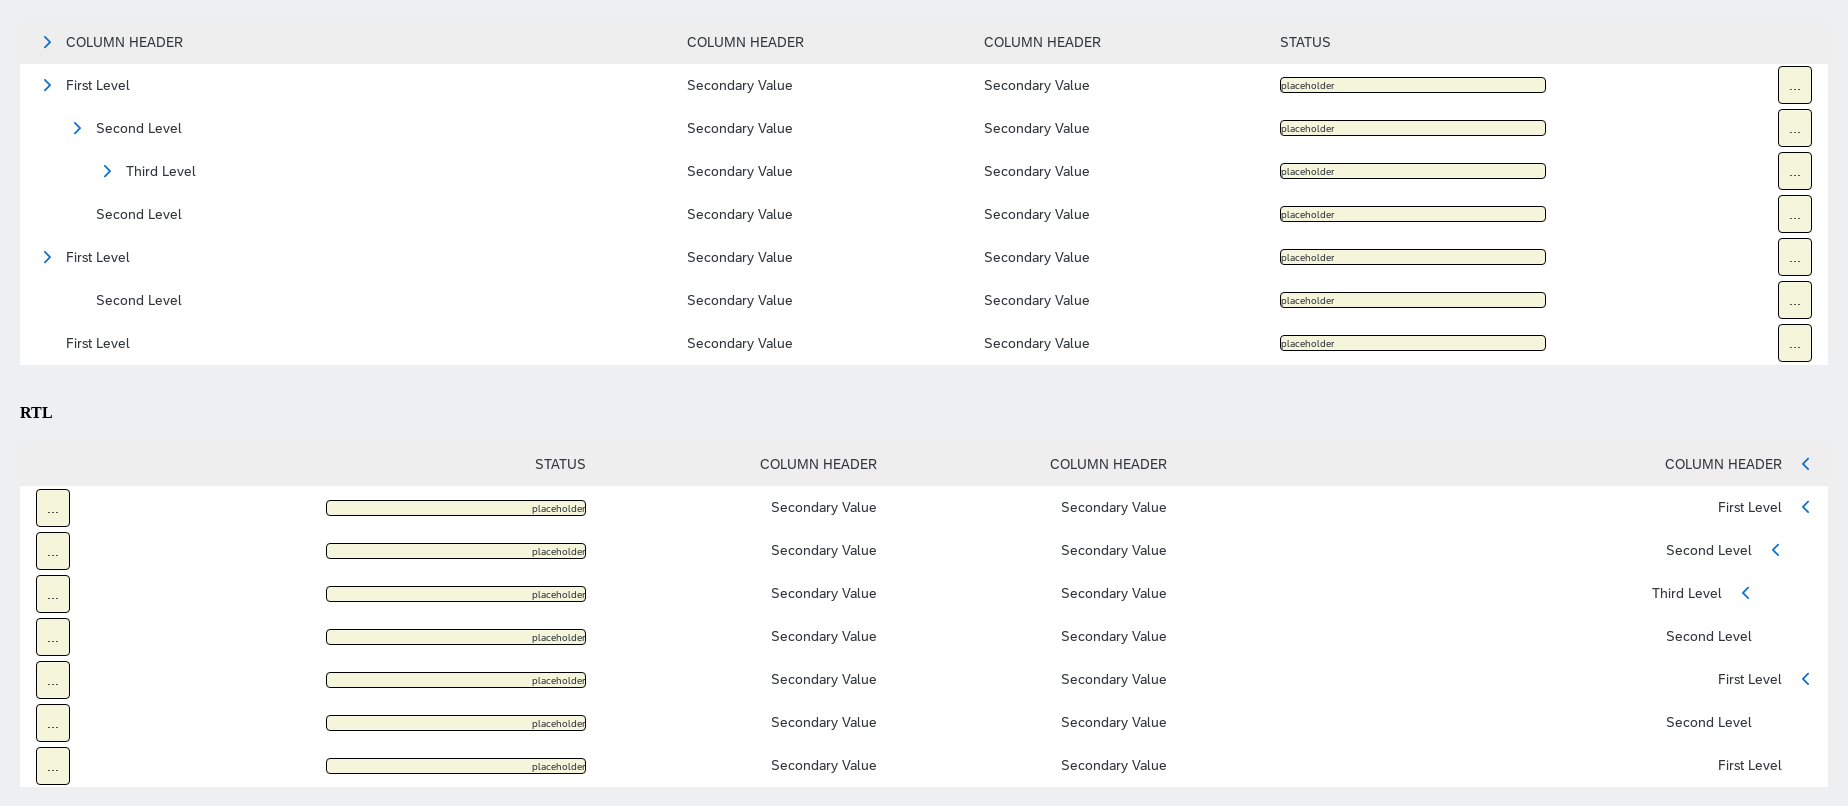 COLUMN HEADER COLUMN HEADER COLUMN HEADER STATUS
First Level Secondary Value Secondary Value placeholder ...
Second Level Secondary Value Secondary Value placeholder ...
Third Level Secondary Value Secondary Value placeholder ...
Second Level Secondary Value Secondary Value placeholder ...
First Level Secondary Value Secondary Value placeholder ...
Second Level Secondary Value Secondary Value placeholder ...
First Level Secondary Value Secondary Value placeholder ...
RTL
STATUS COLUMN HEADER COLUMN HEADER COLUMN HEADER
... placeholder Secondary Value Secondary Value First Level
... placeholder Secondary Value Secondary Value Second Level
... placeholder Secondary Value Secondary Value Third Level
... placeholder Secondary Value Secondary Value Second Level
... placeholder Secondary Value Secondary Value First Level
... placeholder Secondary Value Secondary Value Second Level
... placeholder Secondary Value Secondary Value First Level